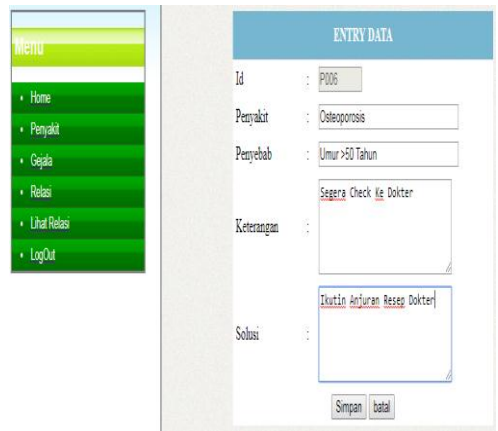 Menu
Home
Penyakit
Gejala
Relasi
Lihat Relasi
LogOut
ENTRY DATA
Id : P006
Penyakit : Osteoporosis
Penyebab : Umur >50 Tahun
Keterangan : Segera Check Ke Dokter
Solusi : Ikutin Anjuran Resep Dokter
Simpan batal